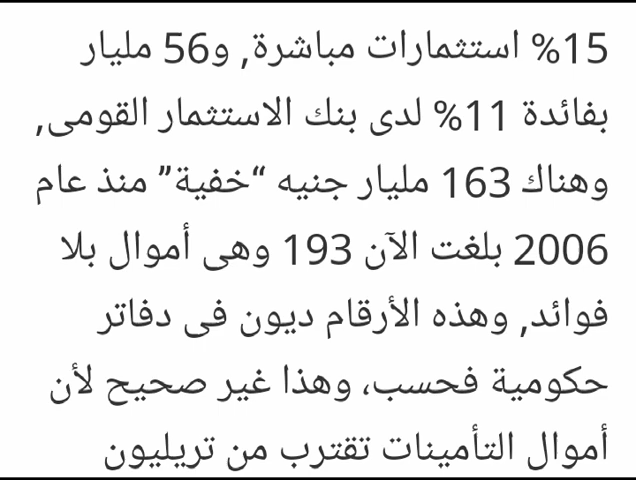 15% استثمارات مباشرة, و56 مليار
بفائدة 11% لدى بنك الاستثمار القومى,
وهناك 163 مليار جنيه “خفية” منذ عام
2006 بلغت الآن 193 وهى أموال بلا
فوائد, وهذه الأرقام ديون فى دفاتر
حكومية فحسب، وهذا غير صحيح لأن
أموال التأمينات تقترب من تريليون